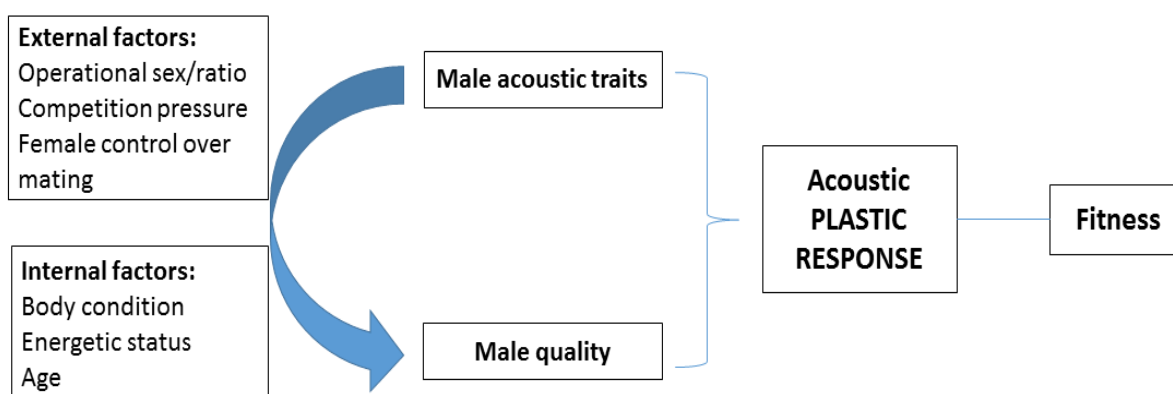 External factors:
Operational sex/ratio
Competition pressure
Female control over
mating
Internal factors:
Body condition
Energetic status
Age
Male acoustic traits
Male quality
Acoustic
PLASTIC
RESPONSE
Fitness